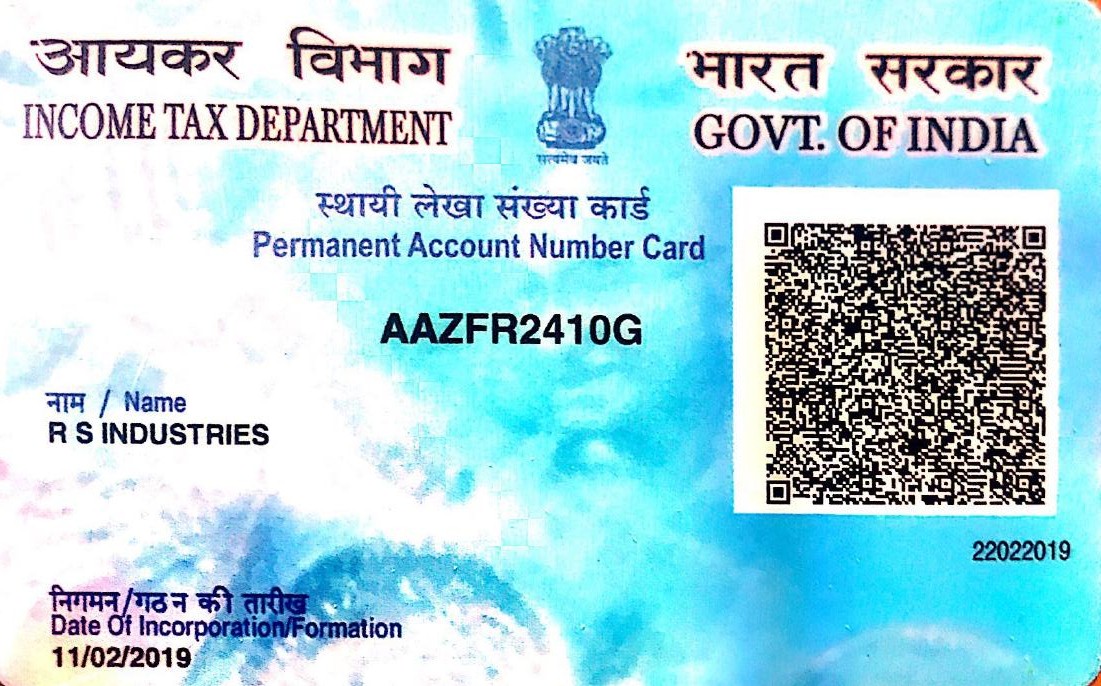 आयकर विभाग
INCOME TAX DEPARTMENT
सत्यमेव जयते
भारत सरकार
GOVT. OF INDIA
स्थायी लेखा संख्या कार्ड
Permanent Account Number Card
AAZFR2410G
नाम / Name
R S INDUSTRIES
22022019
निगमन/गठन की तारीख
Date Of Incorporation/Formation
11/02/2019